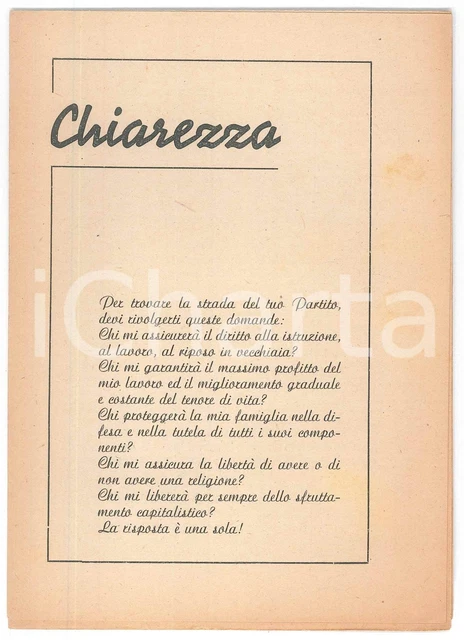 Chiarezza
Per trovare la strada del tuo Partito,
devi rivolgerti queste domande:
Chi mi assicurerà il diritto alla istruzione,
al lavoro, al riposo in vecchiaia?
Chi mi garantirà il massimo profitto del
mio lavoro ed il miglioramento graduale
e costante del tenore di vita?
Chi proteggerà la mia famiglia nella di-
fesa e nella tutela di tutti i suoi compo-
nenti?
Chi mi assicura la libertà di avere o di
non avere una religione?
Chi mi libererà per sempre dello sfrutta-
mento capitalistico?
La risposta è una sola!
iCharta